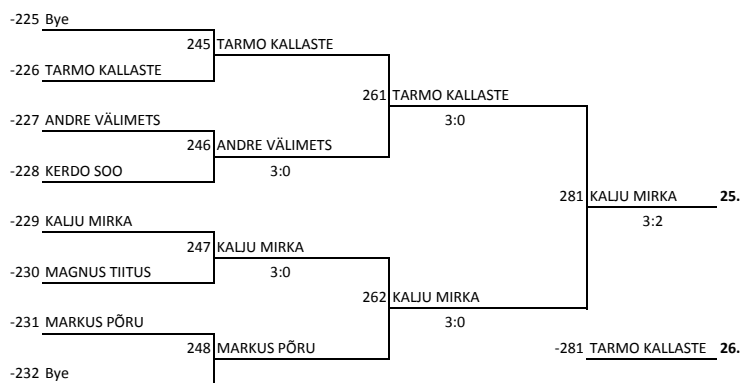 -225 Bye
245 TARMO KALLASTE
-226 TARMO KALLASTE
261 TARMO KALLASTE
-227 ANDRE VÄLIMETS
3:0
246 ANDRE VÄLIMETS
-228 KERDO SOO
3:0
281 KALJU MIRKA 25.
-229 KALJU MIRKA
3:2
247 KALJU MIRKA
-230 MAGNUS TIITUS
3:0
262 KALJU MIRKA
-231 MARKUS PÕRU
3:0
248 MARKUS PÕRU
-281 TARMO KALLASTE 26.
-232 Bye